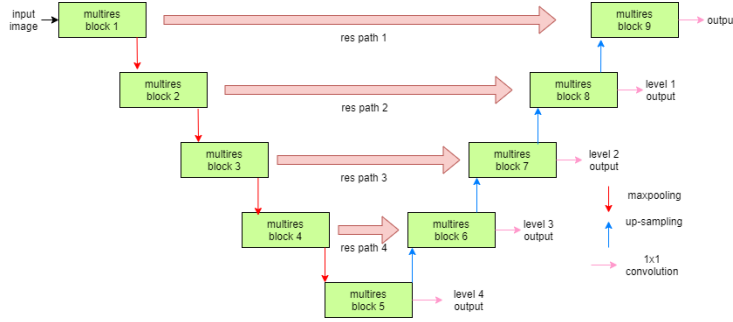 input
image
multires
block 1
res path 1
multires
block 9
outpu
multires
block 2
res path 2
multires
block 8
level 1
output
multires
block 3
res path 3
multires
block 7
level 2
output
multires
block 4
res path 4
multires
block 6
level 3
output
multires
block 5
level 4
output
maxpooling
up-sampling
1x1
convolution